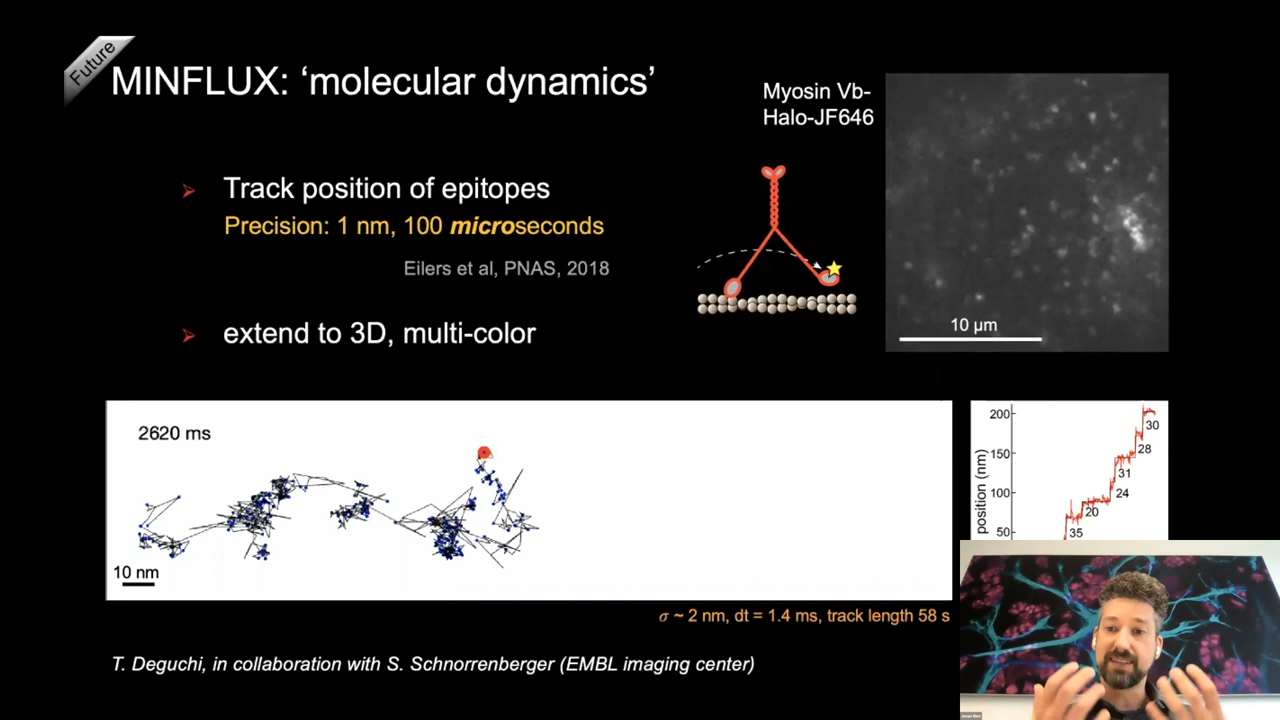 Future
MINFLUX: ‘molecular dynamics’
Myosin Vb-
Halo-JF646
➢ Track position of epitopes
Precision: 1 nm, 100 microseconds
Eilers et al, PNAS, 2018
➢ extend to 3D, multi-color
10 µm
2620 ms
10 nm
position (nm)
200
150
100
50
30
28
31
24
20
35
σ ~ 2 nm, dt = 1.4 ms, track length 58 s
T. Deguchi, in collaboration with S. Schnorrenberger (EMBL imaging center)